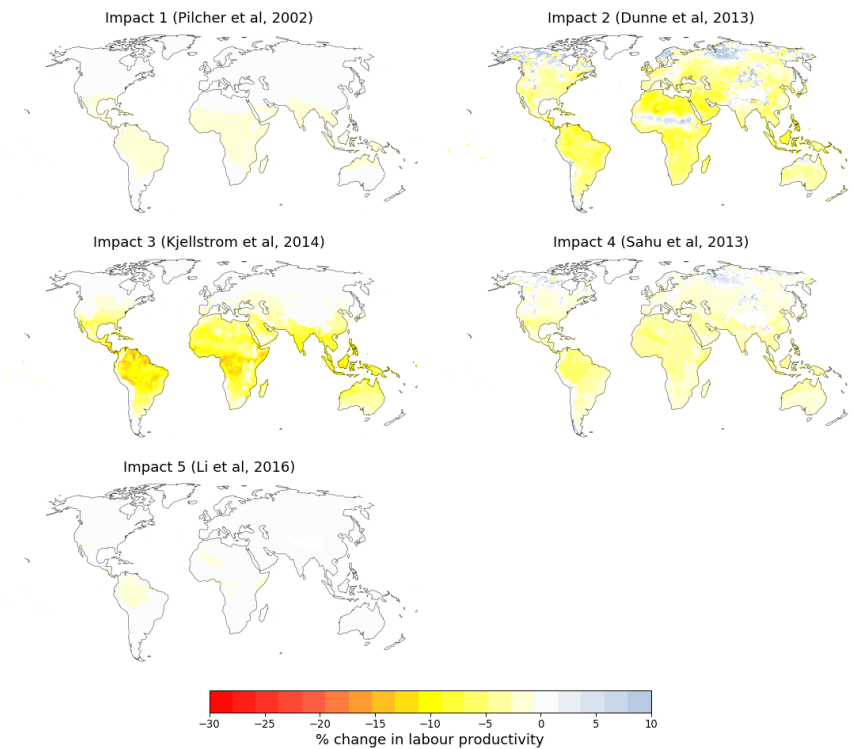 Impact 1 (Pilcher et al, 2002)
Impact 2 (Dunne et al, 2013)
Impact 3 (Kjellstrom et al, 2014)
Impact 4 (Sahu et al, 2013)
Impact 5 (Li et al, 2016)
−30 −25 −20 −15 −10 −5 0 5 10
% change in labour productivity